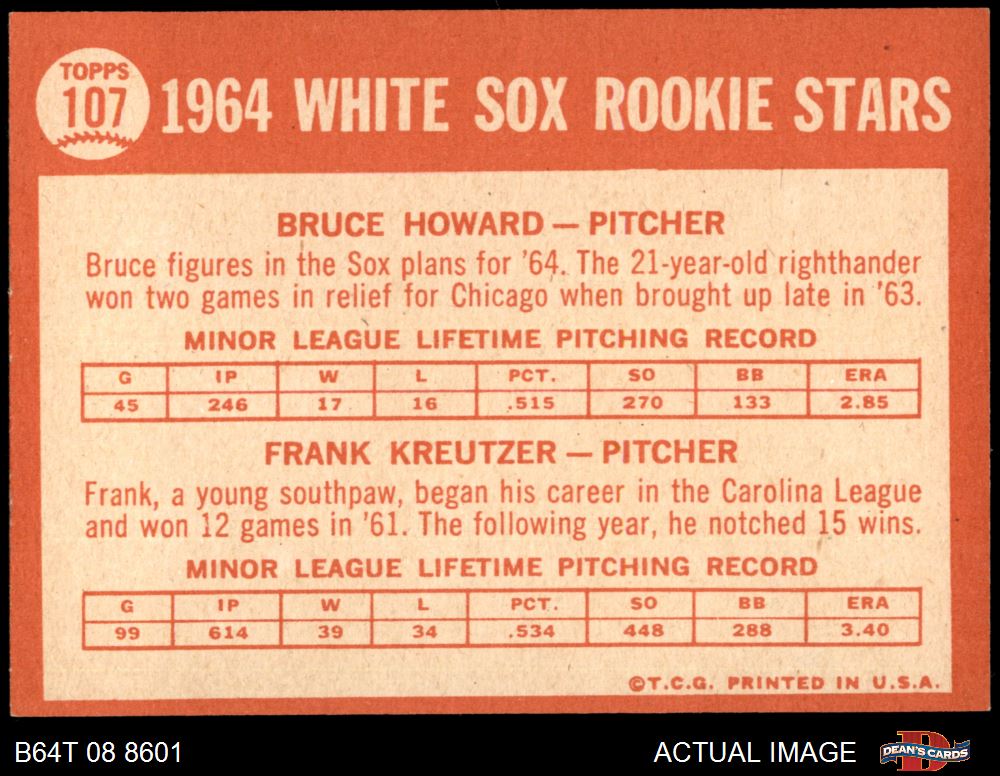 TOPPS
107
1964 WHITE SOX ROOKIE STARS
BRUCE HOWARD — PITCHER
Bruce figures in the Sox plans for '64. The 21-year-old righthander
won two games in relief for Chicago when brought up late in '63.
MINOR LEAGUE LIFETIME PITCHING RECORD
G IP W L PCT. SO BB ERA
45 246 17 16 .515 270 133 2.85
FRANK KREUTZER — PITCHER
Frank, a young southpaw, began his career in the Carolina League
and won 12 games in '61. The following year, he notched 15 wins.
MINOR LEAGUE LIFETIME PITCHING RECORD
G IP W L PCT. SO BB ERA
99 614 39 34 .534 448 288 3.40
©T.C.G. PRINTED IN U.S.A.
B64T 08 8601 ACTUAL IMAGE
D
DEAN'S CARDS